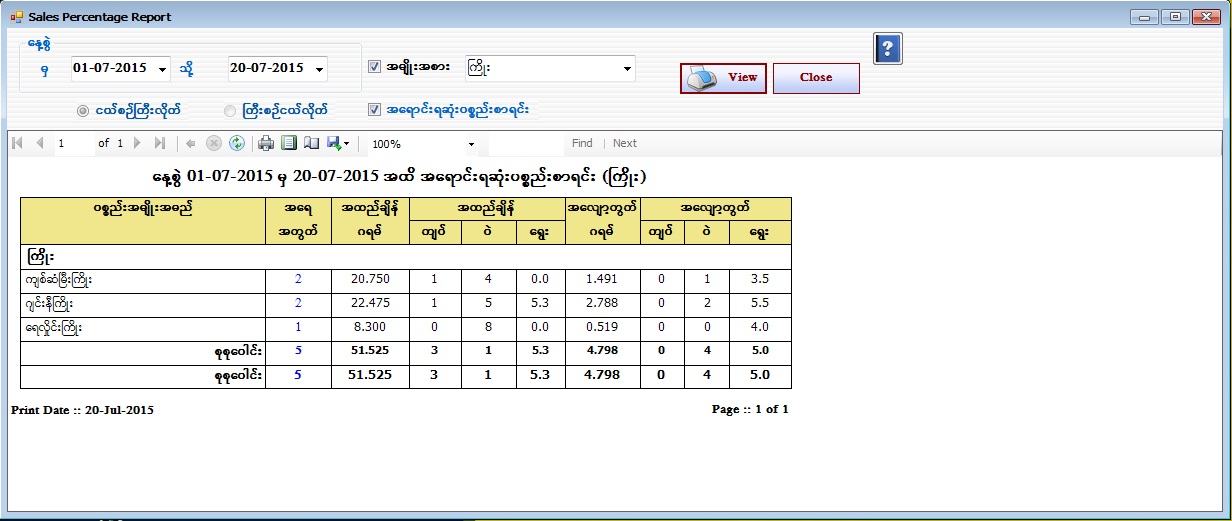 Sales Percentage Report
နေ့စွဲ
မှ 01-07-2015 သို့ 20-07-2015 အမျိုးအစား ကြိုး View Close
ငယ်စဉ်ကြီးလိုက် ကြီးစဉ်ငယ်လိုက် အရောင်းရဆုံးပစ္စည်းစာရင်း
1 of 1 100% Find | Next
နေ့စွဲ 01-07-2015 မှ 20-07-2015 အထိ အရောင်းရဆုံးပစ္စည်းစာရင်း (ကြိုး)
ပစ္စည်းအမျိုးအမည် အရေ အထည်ချိန် အထည်ချိန် အလျော့တွက် အလျော့တွက်
အတွက် ဂရမ် ကျပ် ပဲ ရွေး ဂရမ် ကျပ် ပဲ ရွေး
ကြိုး
ကျစ်ဆံမြီးကြိုး 2 20.750 1 4 0.0 1.491 0 1 3.5
ဂျင်းနီကြိုး 2 22.475 1 5 5.3 2.788 0 2 5.5
ရေလှိုင်းကြိုး 1 8.300 0 8 0.0 0.519 0 0 4.0
စုစုပေါင်း 5 51.525 3 1 5.3 4.798 0 4 5.0
စုစုပေါင်း 5 51.525 3 1 5.3 4.798 0 4 5.0
Print Date :: 20-Jul-2015 Page :: 1 of 1